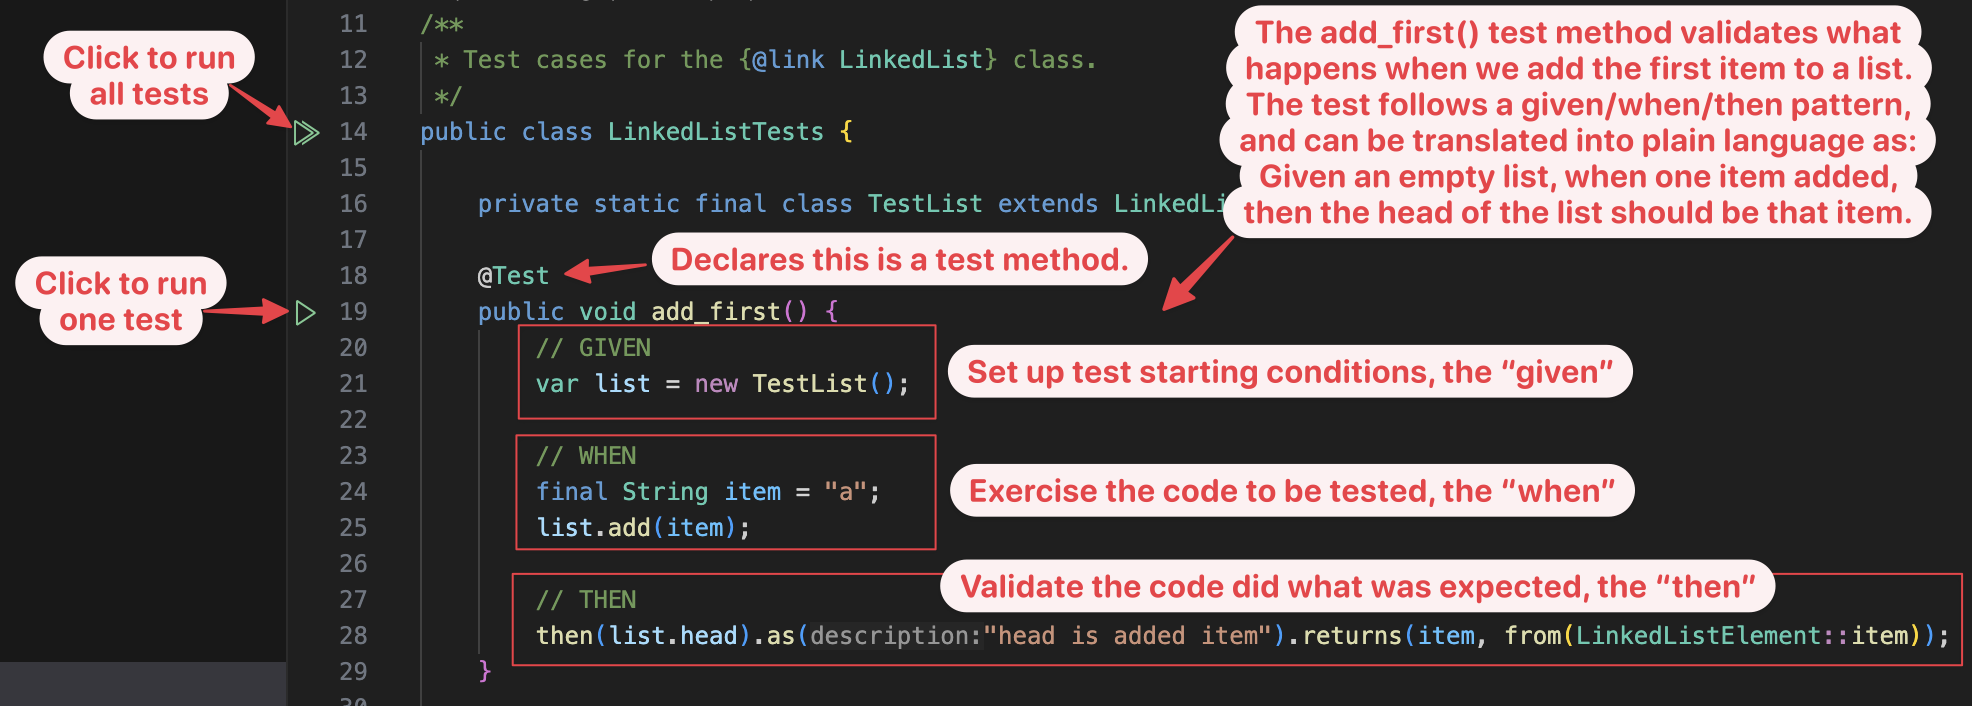 11 /**
12 * Test cases for the {@link LinkedList} class.
13 */
14 public class LinkedListTests {
15
16 private static final class TestList extends LinkedLi
17
18 @Test
19 public void add_first() {
20 // GIVEN
21 var list = new TestList();
22
23 // WHEN
24 final String item = "a";
25 list.add(item);
26
27 // THEN
28 then(list.head).as(description:"head is added item").returns(item, from(LinkedListElement::item));
29 }
Click to run
all tests
Click to run
one test
The add_first() test method validates what
happens when we add the first item to a list.
The test follows a given/when/then pattern,
and can be translated into plain language as:
Given an empty list, when one item added,
then the head of the list should be that item.
Declares this is a test method.
Set up test starting conditions, the “given”
Exercise the code to be tested, the “when”
Validate the code did what was expected, the “then”